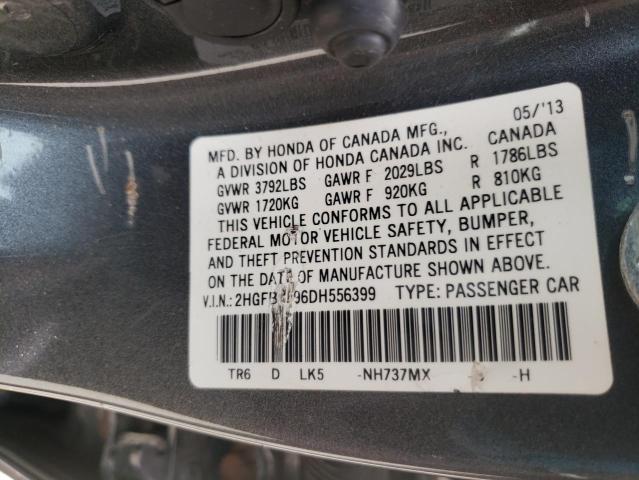 05/'13
MFD. BY HONDA OF CANADA MFG., CANADA
A DIVISION OF HONDA CANADA INC.
GVWR 3792LBS GAWR F 2029LBS R 1786LBS
GVWR 1720KG GAWR F 920KG R 810KG
THIS VEHICLE CONFORMS TO ALL APPLICABLE
FEDERAL MOTOR VEHICLE SAFETY, BUMPER,
AND THEFT PREVENTION STANDARDS IN EFFECT
ON THE DATE OF MANUFACTURE SHOWN ABOVE.
V.I.N.: TYPE: PASSENGER CAR
TR6 D LK5 -NH737MX -H